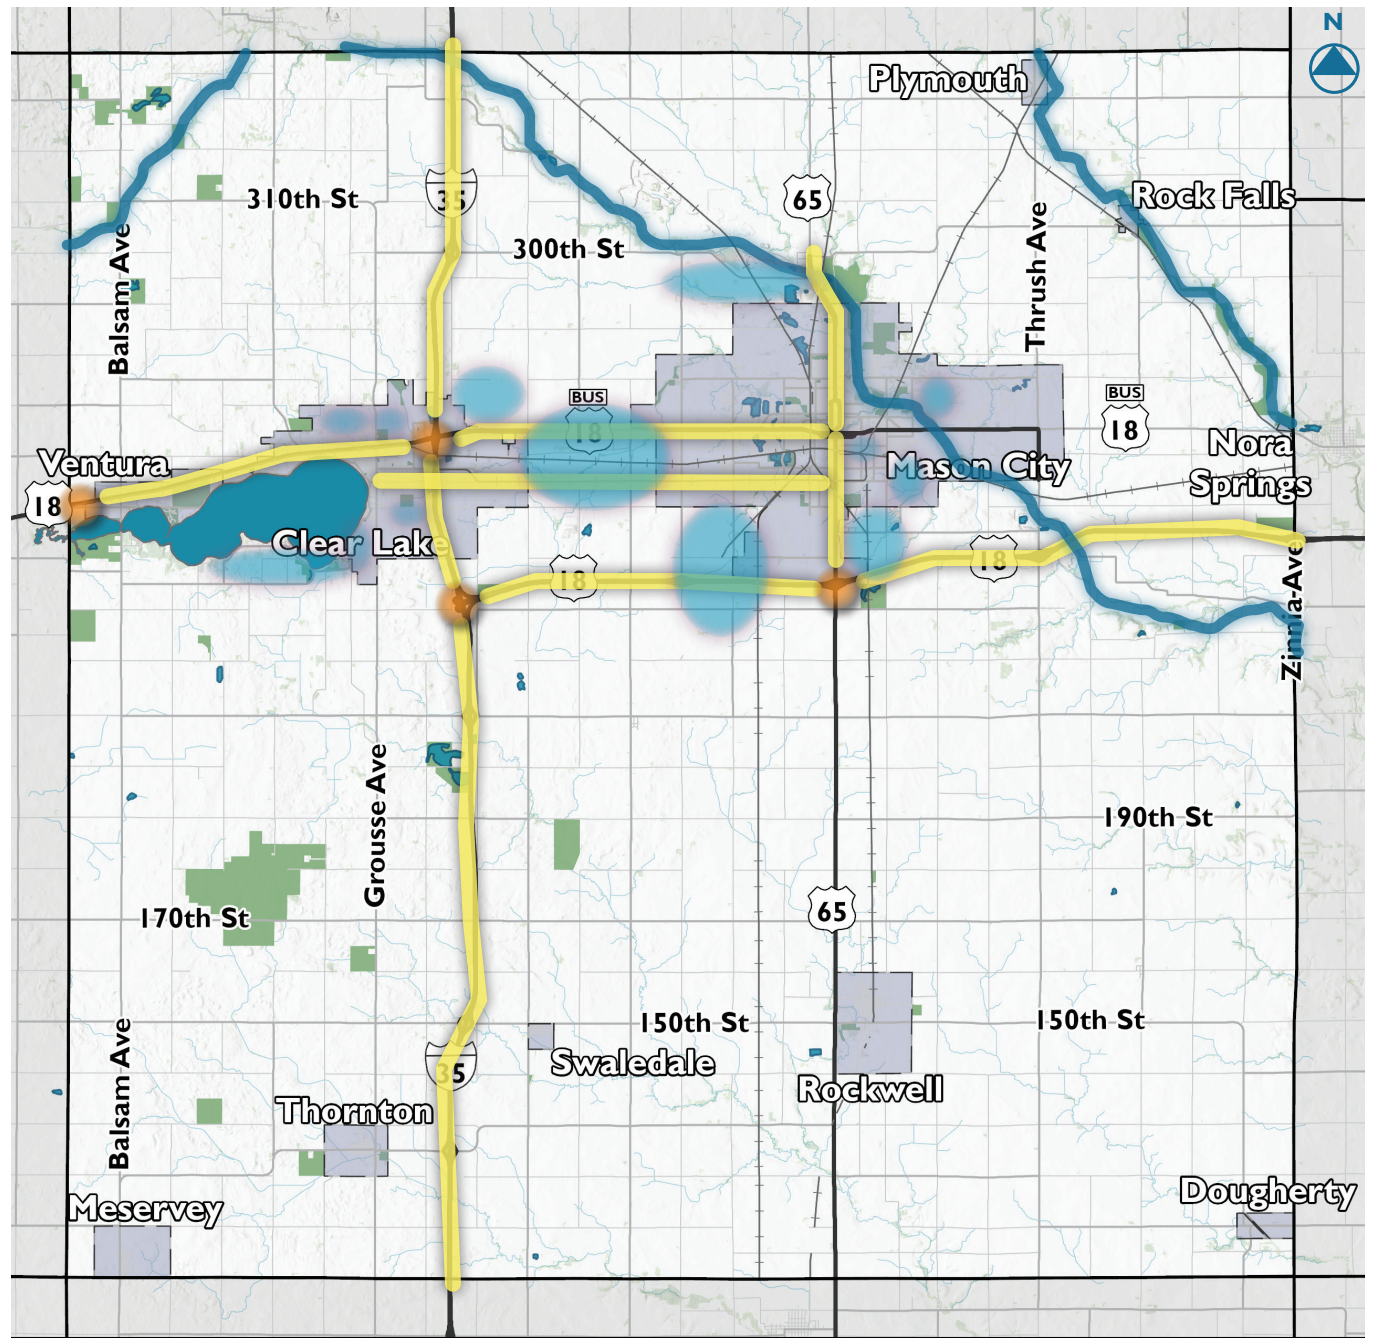 N
Plymouth
310th St
35
65
Rock Falls
300th St
Balsam Ave
Thrush Ave
BUS
18
BUS
18
Ventura
18
Mason City
Nora
Springs
Clear Lake
18
18
Zinnia Ave
Grousse Ave
190th St
170th St
65
150th St
150th St
35
Swaledale
Rockwell
Balsam Ave
Thornton
Meservey
Dougherty